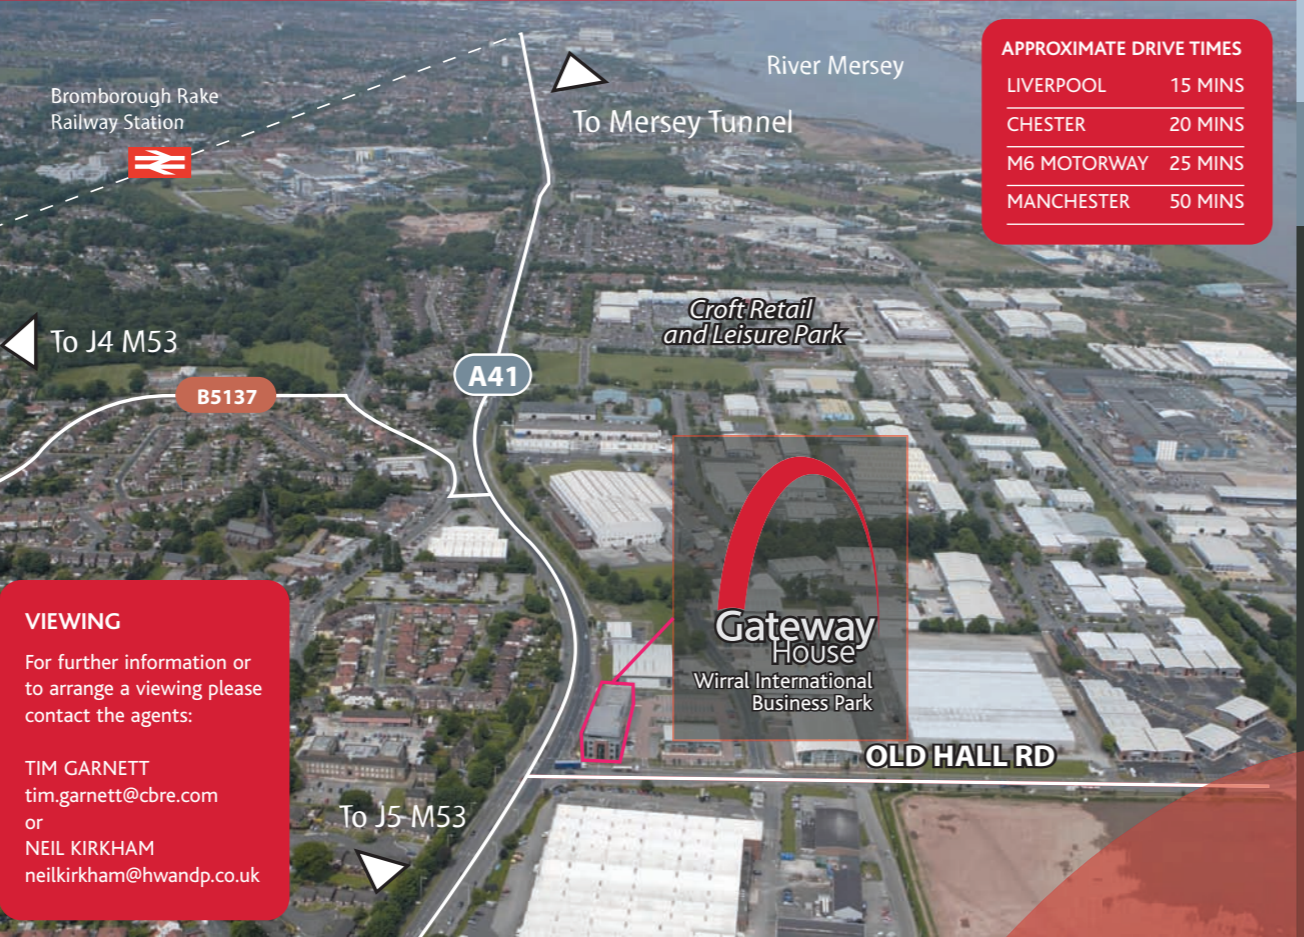 River Mersey
APPROXIMATE DRIVE TIMES
LIVERPOOL 15 MINS
CHESTER 20 MINS
M6 MOTORWAY 25 MINS
MANCHESTER 50 MINS
Bromborough Rake
Railway Station
To Mersey Tunnel
Croft Retail
and Leisure Park
To J4 M53
A41
B5137
Gateway
House
Wirral International
Business Park
OLD HALL RD
VIEWING
For further information or
to arrange a viewing please
contact the agents:
TIM GARNETT
tim.garnett@cbre.com
or
NEIL KIRKHAM
neilkirkham@hwandp.co.uk
To J5 M53